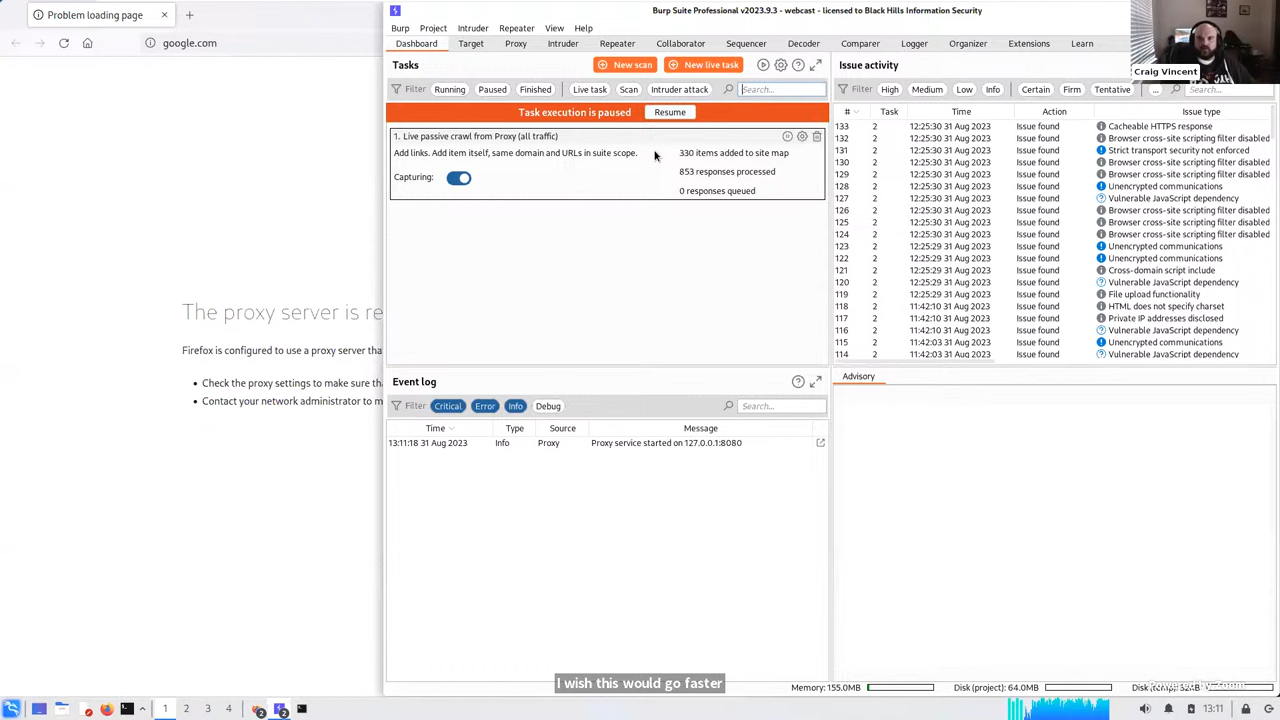 Problem loading page
google.com
The proxy server is re
Firefox is configured to use a proxy server tha
Check the proxy settings to make sure tha
Contact your network administrator to m
Burp Suite Professional v2023.9.3 - webcast - licensed to Black Hills Information Security
Burp Project Intruder Repeater View Help
Dashboard Target Proxy Intruder Repeater Collaborator Sequencer Decoder Comparer Logger Organizer Extensions Learn
Tasks
New scan
New live task
Filter Running Paused Finished Live task Scan Intruder attack Search...
Task execution is paused Resume
1. Live passive crawl from Proxy (all traffic)
Add links. Add item itself, same domain and URLs in suite scope.
Capturing:
330 items added to site map
853 responses processed
0 responses queued
Event log
Filter Critical Error Info Debug Search...
Time Type Source Message
13:11:18 31 Aug 2023 Info Proxy Proxy service started on 127.0.0.1:8080
Craig Vincent
Issue activity
Filter High Medium Low Info Certain Firm Tentative ... Search...
# Task Time Action Issue type
133 2 12:25:30 31 Aug 2023 Issue found Cacheable HTTPS response
132 2 12:25:30 31 Aug 2023 Issue found Browser cross-site scripting filter disabled
131 2 12:25:30 31 Aug 2023 Issue found Strict transport security not enforced
130 2 12:25:30 31 Aug 2023 Issue found Browser cross-site scripting filter disabled
129 2 12:25:30 31 Aug 2023 Issue found Browser cross-site scripting filter disabled
128 2 12:25:30 31 Aug 2023 Issue found Unencrypted communications
127 2 12:25:30 31 Aug 2023 Issue found Vulnerable JavaScript dependency
126 2 12:25:30 31 Aug 2023 Issue found Browser cross-site scripting filter disabled
125 2 12:25:30 31 Aug 2023 Issue found Browser cross-site scripting filter disabled
124 2 12:25:30 31 Aug 2023 Issue found Browser cross-site scripting filter disabled
123 2 12:25:29 31 Aug 2023 Issue found Unencrypted communications
122 2 12:25:29 31 Aug 2023 Issue found Unencrypted communications
121 2 12:25:29 31 Aug 2023 Issue found Cross-domain script include
120 2 12:25:29 31 Aug 2023 Issue found Vulnerable JavaScript dependency
119 2 12:25:29 31 Aug 2023 Issue found File upload functionality
118 2 11:42:10 31 Aug 2023 Issue found HTML does not specify charset
117 2 11:42:10 31 Aug 2023 Issue found Private IP addresses disclosed
116 2 11:42:10 31 Aug 2023 Issue found Vulnerable JavaScript dependency
115 2 11:42:03 31 Aug 2023 Issue found Unencrypted communications
114 2 11:42:03 31 Aug 2023 Issue found Vulnerable JavaScript dependency
Advisory
I wish this would go faster
Memory: 155.0MB Disk (project): 64.0MB
1 2 3 4
13:11